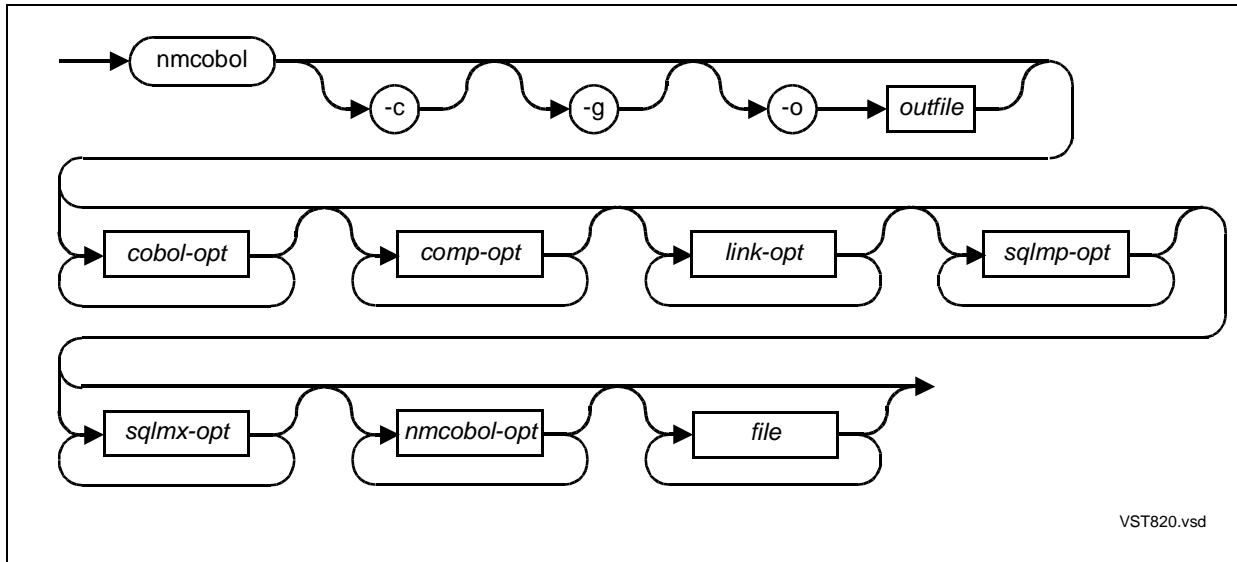 nmcobol
-c
-g
-o
outfile
cobol-opt
comp-opt
link-opt
sqlmp-opt
sqlmx-opt
nmcobol-opt
file
VST820.vsd